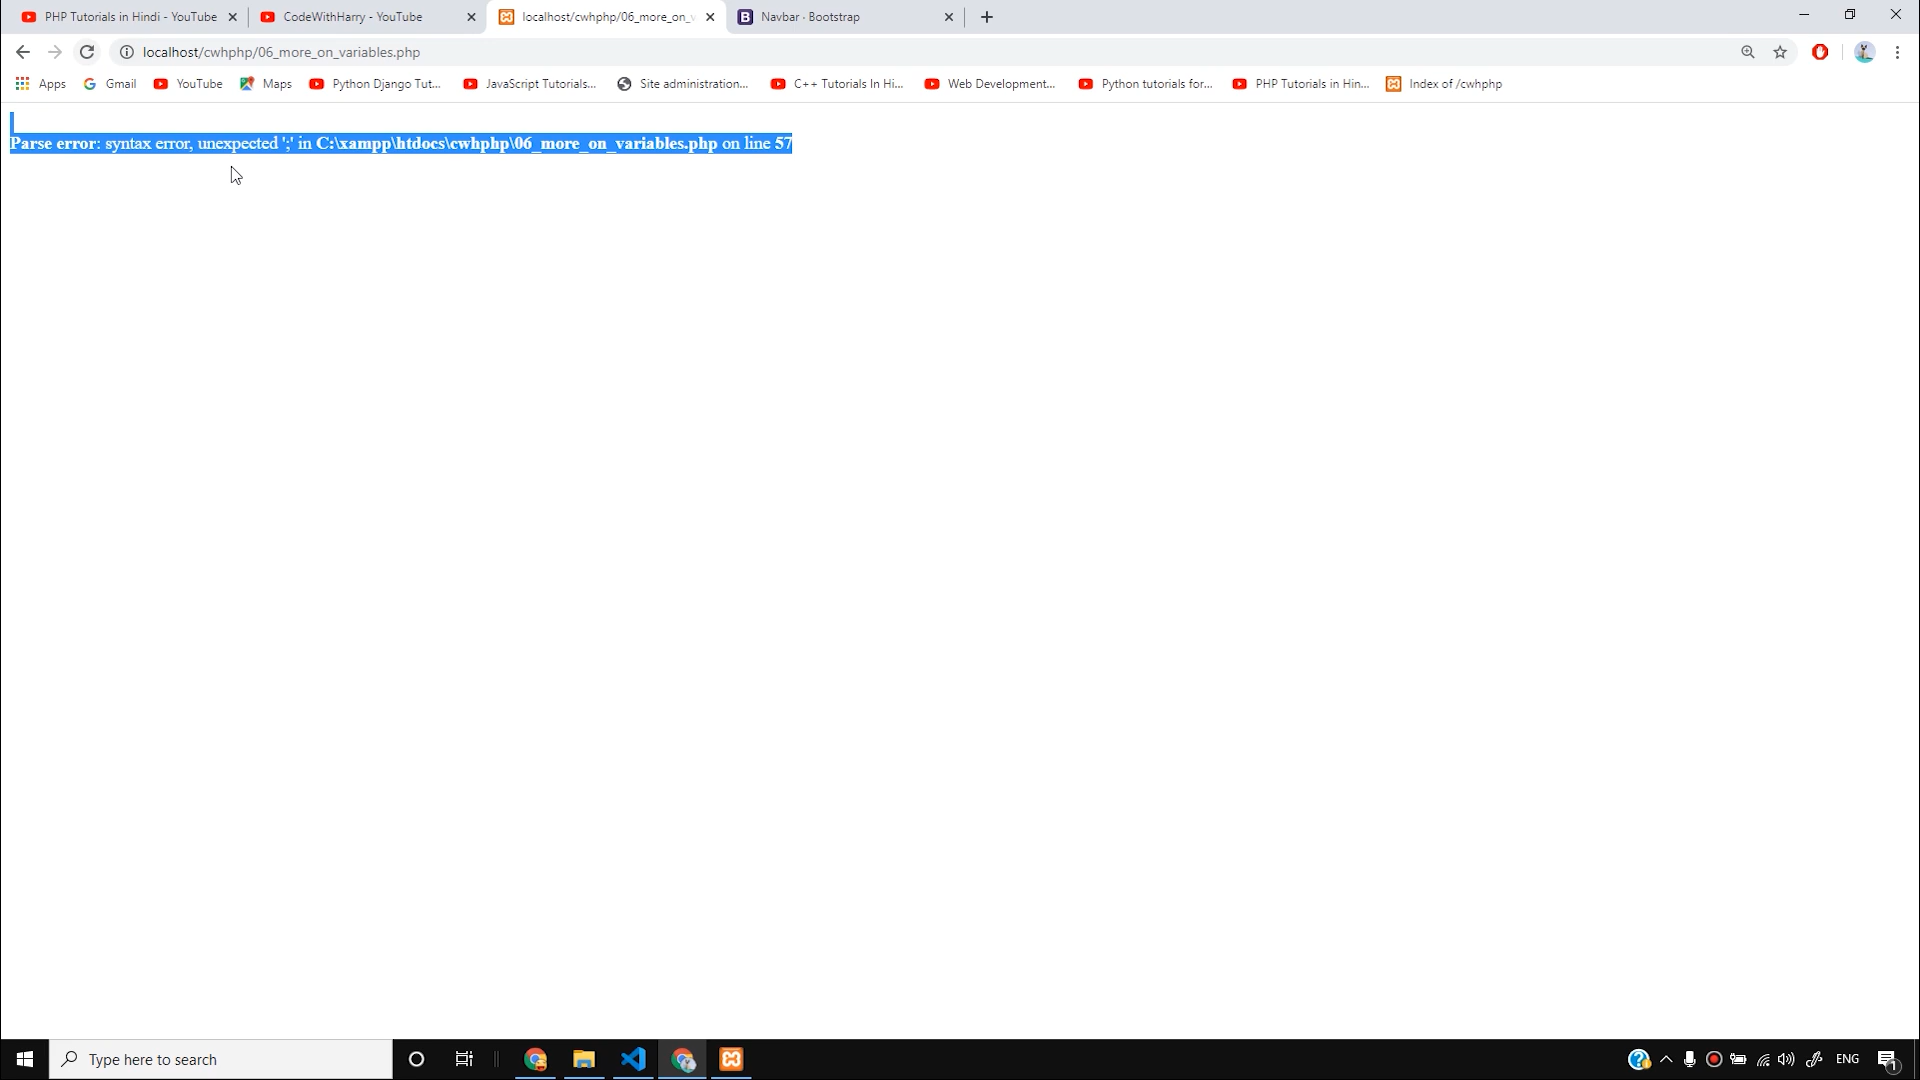 PHP Tutorials in Hindi - YouTube
CodeWithHarry - YouTube
localhost/cwhphp/06_more_on_v
Navbar · Bootstrap
localhost/cwhphp/06_more_on_variables.php
Apps
Gmail
YouTube
Maps
Python Django Tut...
JavaScript Tutorials...
Site administration...
C++ Tutorials In Hi...
Web Development...
Python tutorials for...
PHP Tutorials in Hin...
Index of /cwhphp
Parse error: syntax error, unexpected ';' in C:\xampp\htdocs\cwhphp\06_more_on_variables.php on line 57
Type here to search
ENG
1